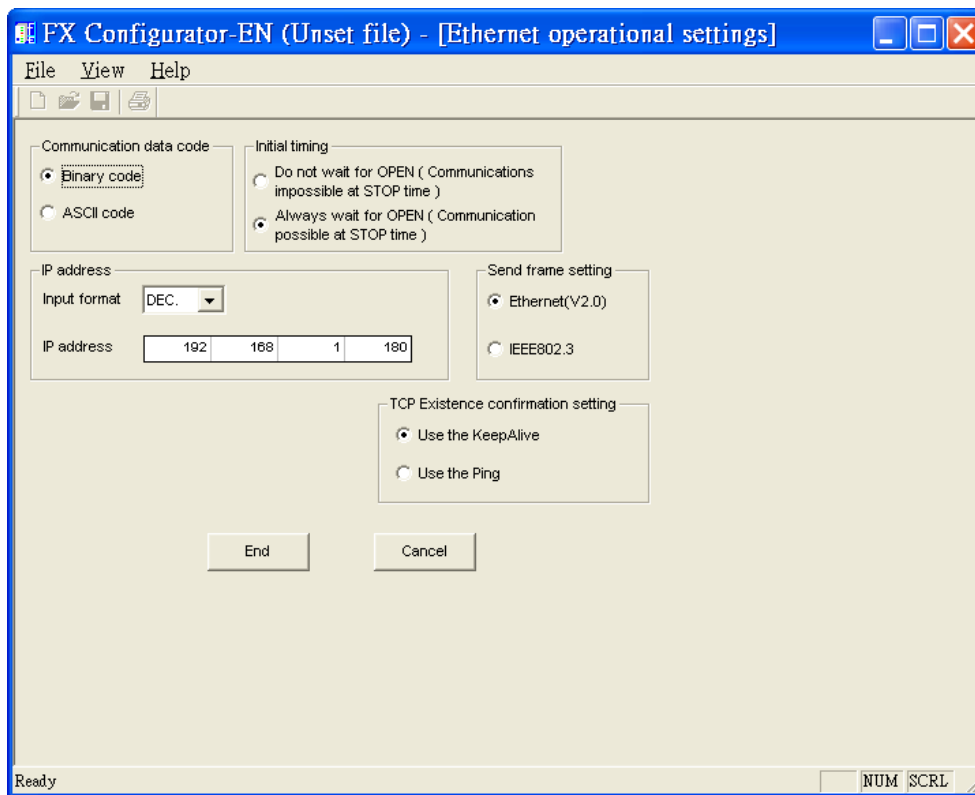 FX Configurator-EN (Unset file) - [Ethernet operational settings]
File View Help
Communication data code
Binary code
ASCII code
Initial timing
Do not wait for OPEN ( Communications
impossible at STOP time )
Always wait for OPEN ( Communication
possible at STOP time )
IP address
Input format DEC.
IP address 192 168 1 180
Send frame setting
Ethernet(V2.0)
IEEE802.3
TCP Existence confirmation setting
Use the KeepAlive
Use the Ping
End Cancel
Ready NUM SCRL